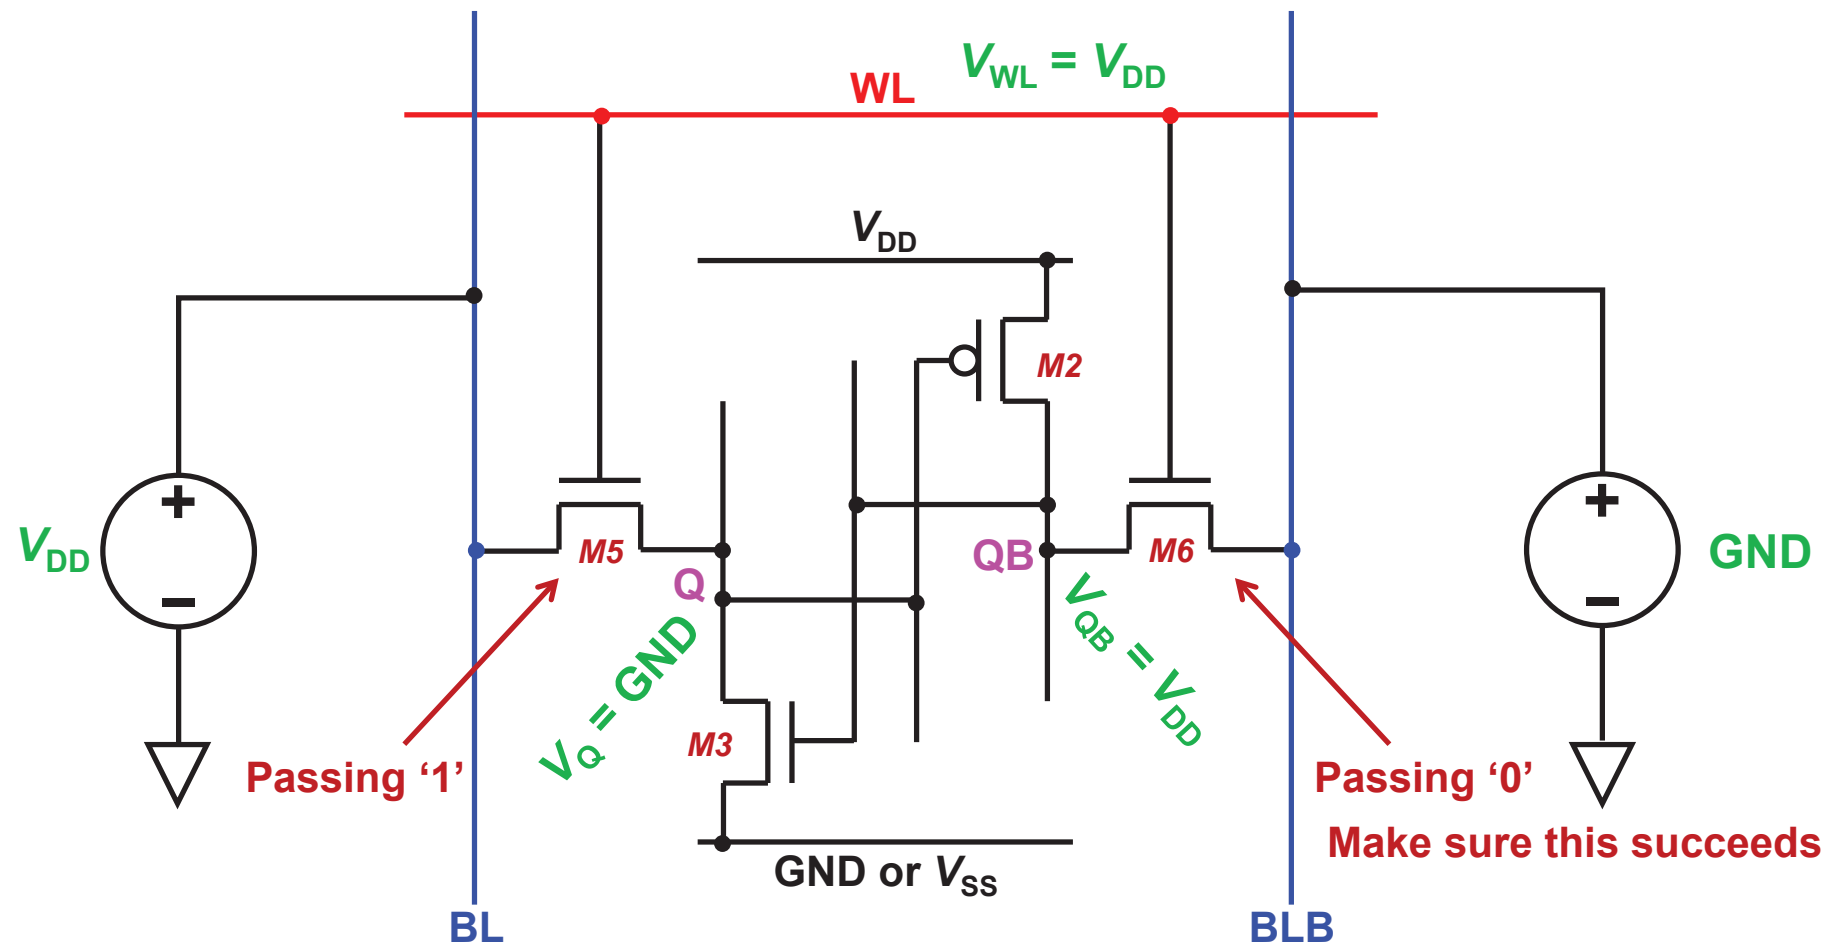 V_WL = V_DD
WL
V_DD
M2
M5
QB
M6
V_DD
+
−
+
−
GND
Q
V_Q = GND
V_QB = V_DD
M3
Passing ‘1’
Passing ‘0’
Make sure this succeeds
GND or V_SS
BL
BLB